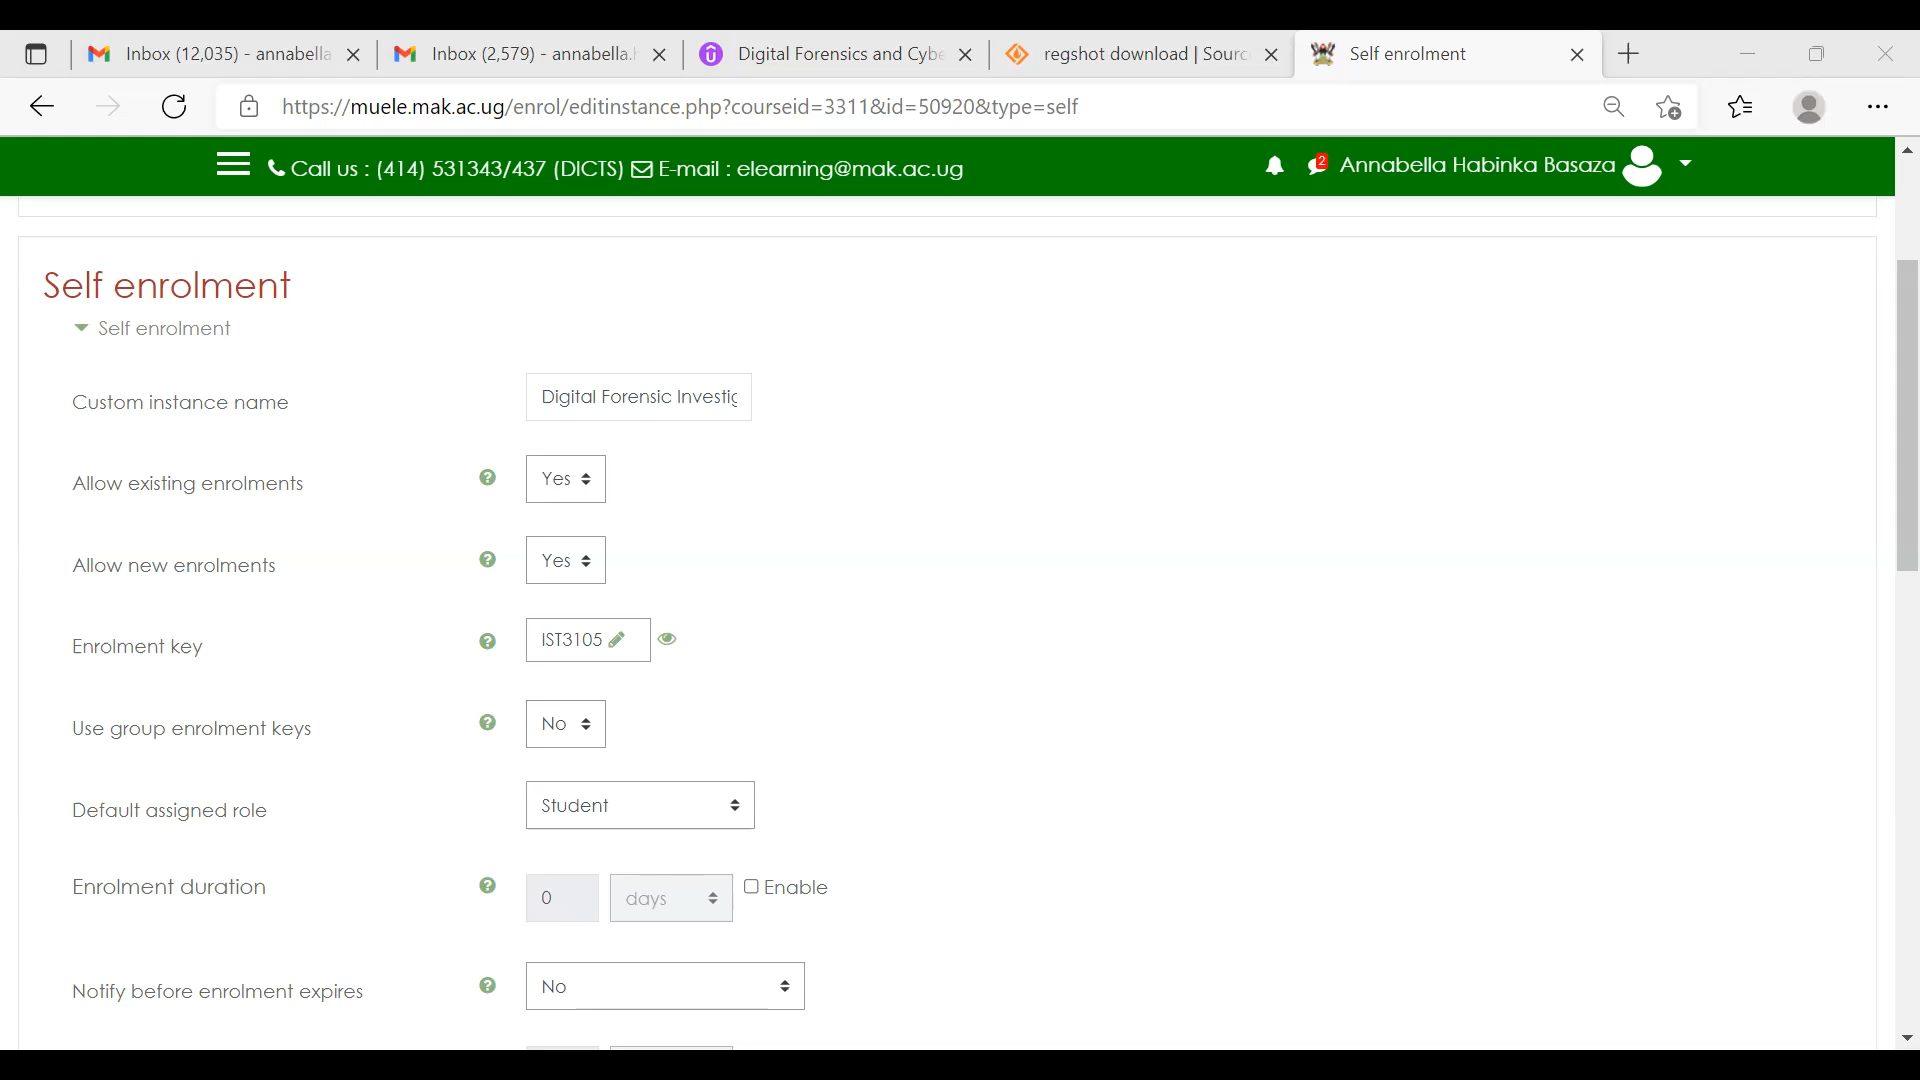 Inbox (12,035) - annabella
Inbox (2,579) - annabella.
Digital Forensics and Cybe
regshot download | Sourc
Self enrolment
https://muele.mak.ac.ug/enrol/editinstance.php?courseid=3311&id=50920&type=self
Call us : (414) 531343/437 (DICTS) E-mail : elearning@mak.ac.ug
2
Annabella Habinka Basaza
Self enrolment
Self enrolment
Custom instance name
Digital Forensic Investig
Allow existing enrolments
Yes
Allow new enrolments
Yes
Enrolment key
IST3105
Use group enrolment keys
No
Default assigned role
Student
Enrolment duration
0
days
Enable
Notify before enrolment expires
No